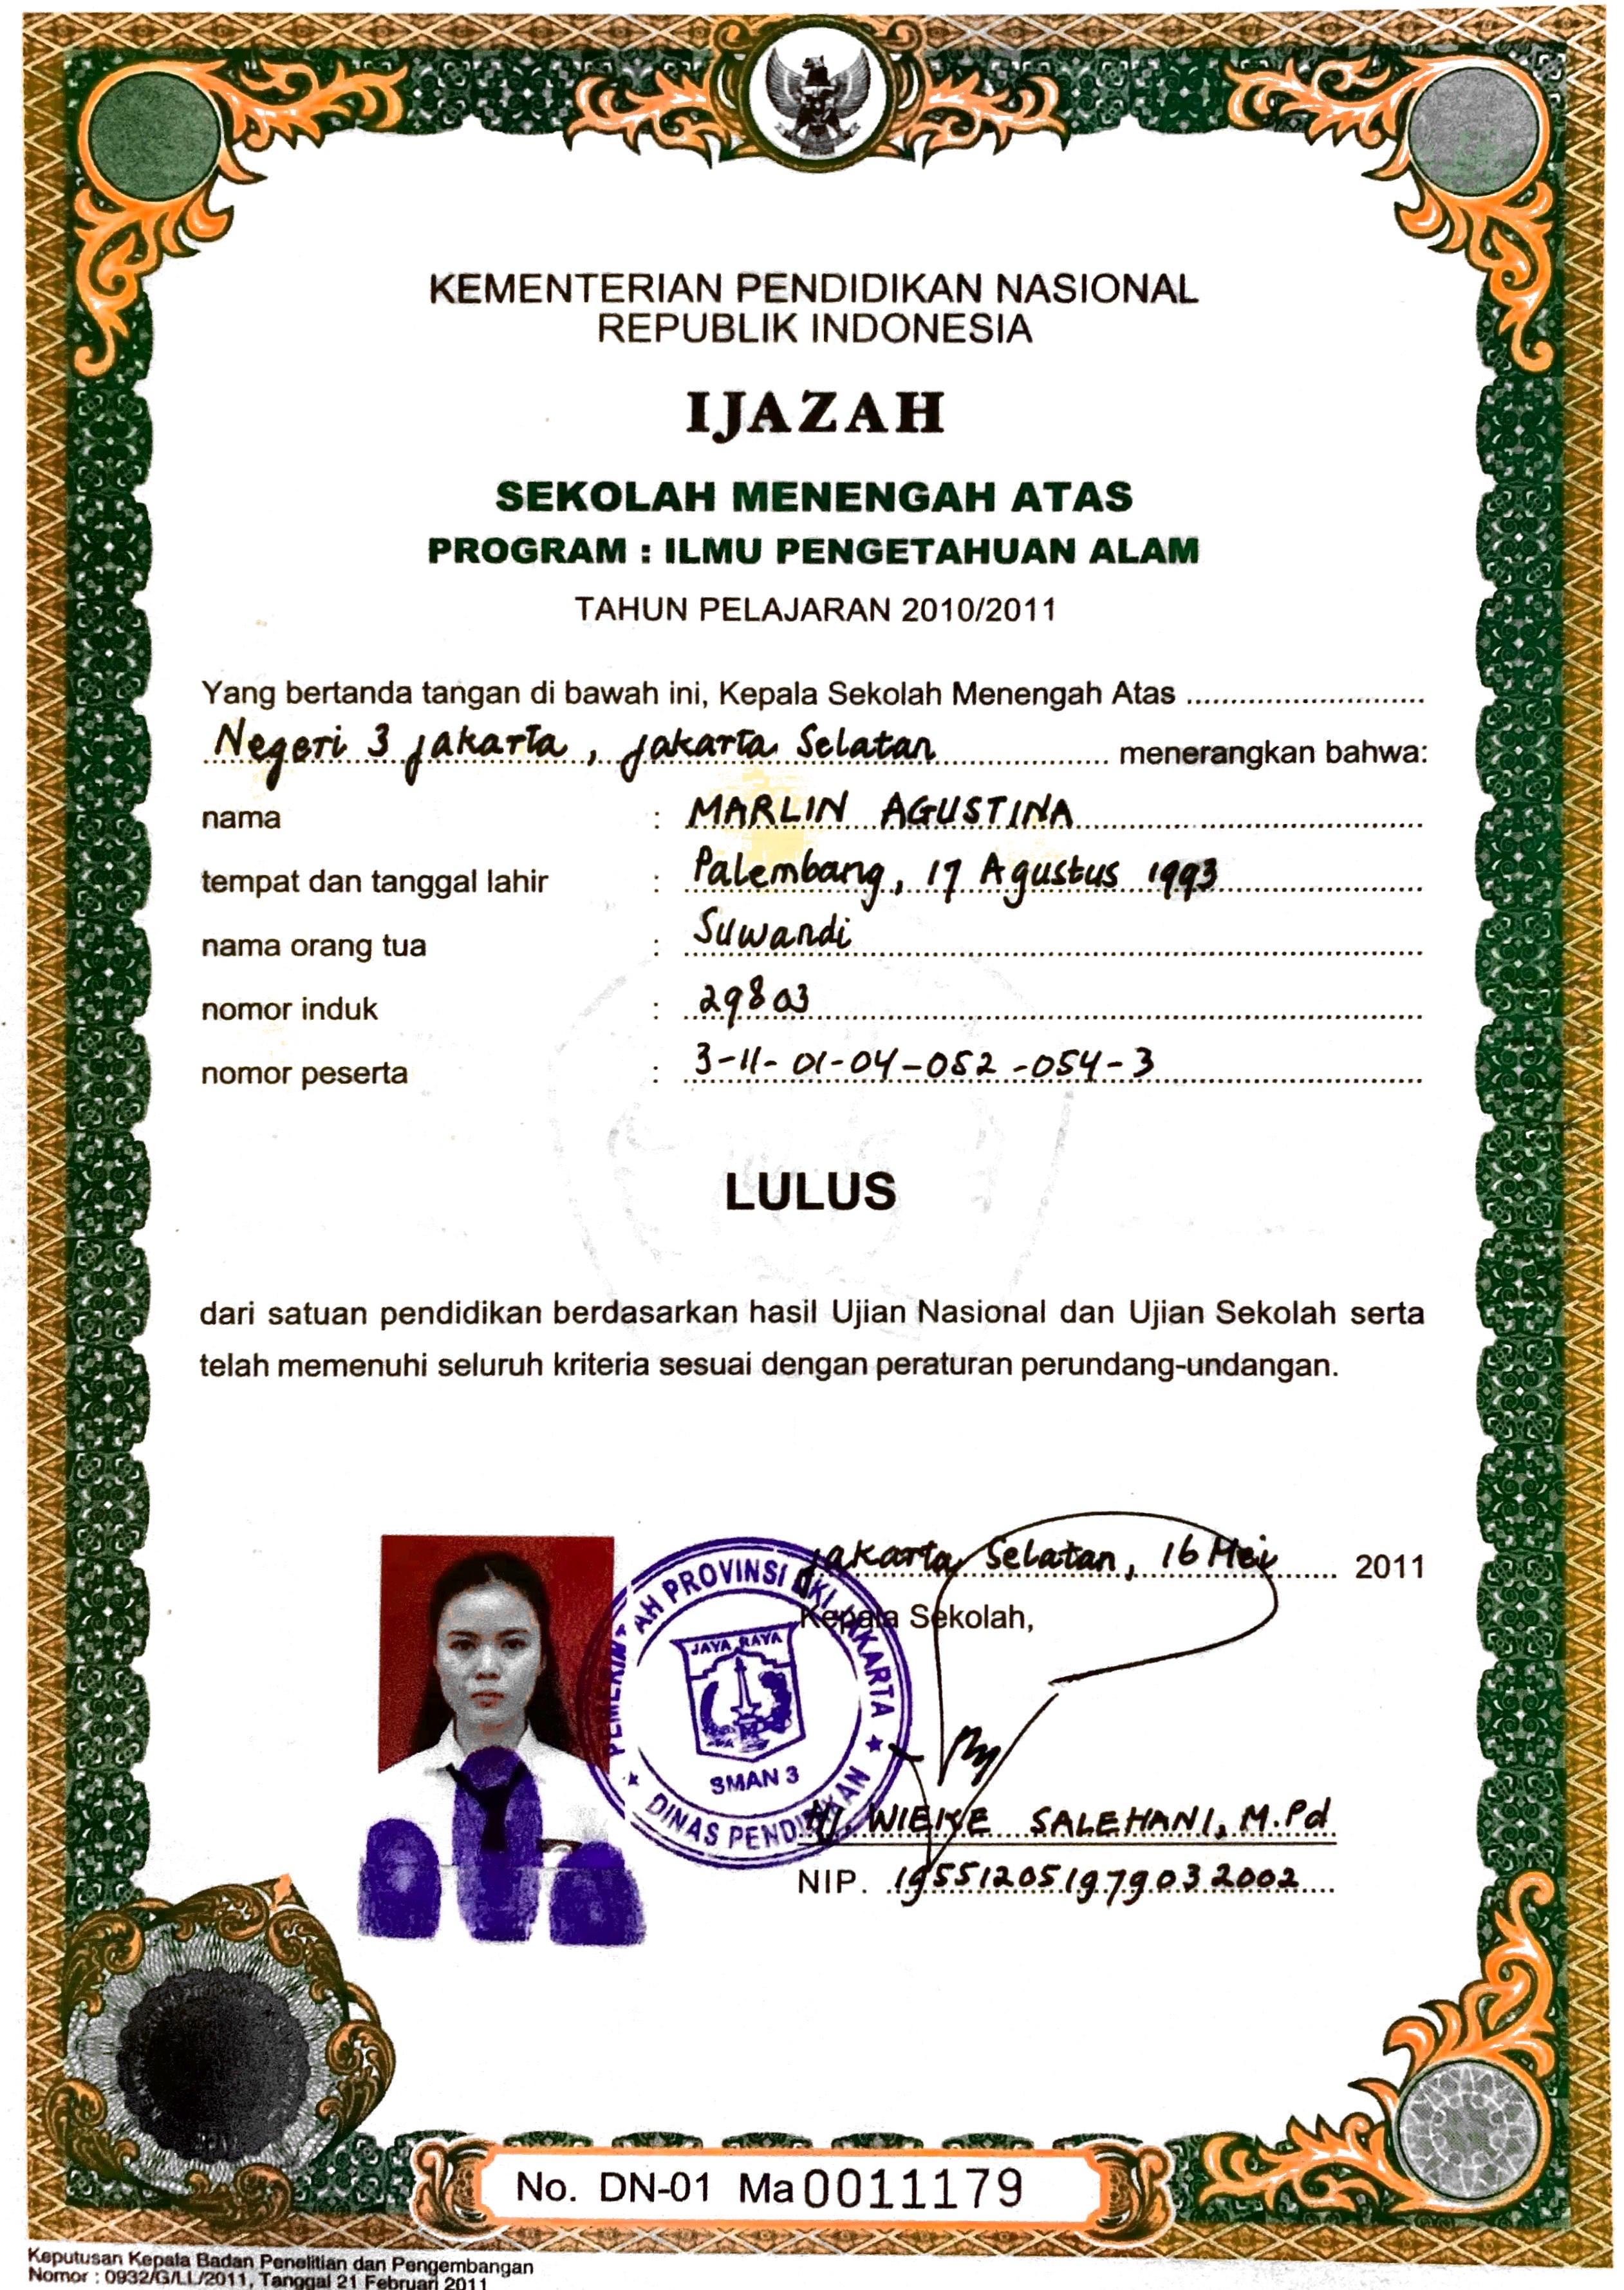 KEMENTERIAN PENDIDIKAN NASIONAL
REPUBLIK INDONESIA
IJAZAH
SEKOLAH MENENGAH ATAS
PROGRAM : ILMU PENGETAHUAN ALAM
TAHUN PELAJARAN 2010/2011
Yang bertanda tangan di bawah ini, Kepala Sekolah Menengah Atas
Negeri 3 jakarta, jakarta Selatan menerangkan bahwa:
nama : MARLIN AGUSTINA
tempat dan tanggal lahir : Palembang, 17 Agustus 1993
nama orang tua : Suwandi
nomor induk : 29803
nomor peserta : 3-11-01-04-052-054-3
LULUS
dari satuan pendidikan berdasarkan hasil Ujian Nasional dan Ujian Sekolah serta
telah memenuhi seluruh kriteria sesuai dengan peraturan perundang-undangan.
jakarta Selatan, 16 Mei 2011
Kepala Sekolah,
PEMERINTAH PROVINSI DKI JAKARTA
JAYA RAYA
SMAN 3
DINAS PENDIDIKAN
Hj. WIEKE SALEHANI, M.Pd
NIP. 195512051979032002
No. DN-01 Ma 0011179
Keputusan Kepala Badan Penelitian dan Pengembangan
Nomor : 0932/G/LL/2011, Tanggal 21 Februari 2011